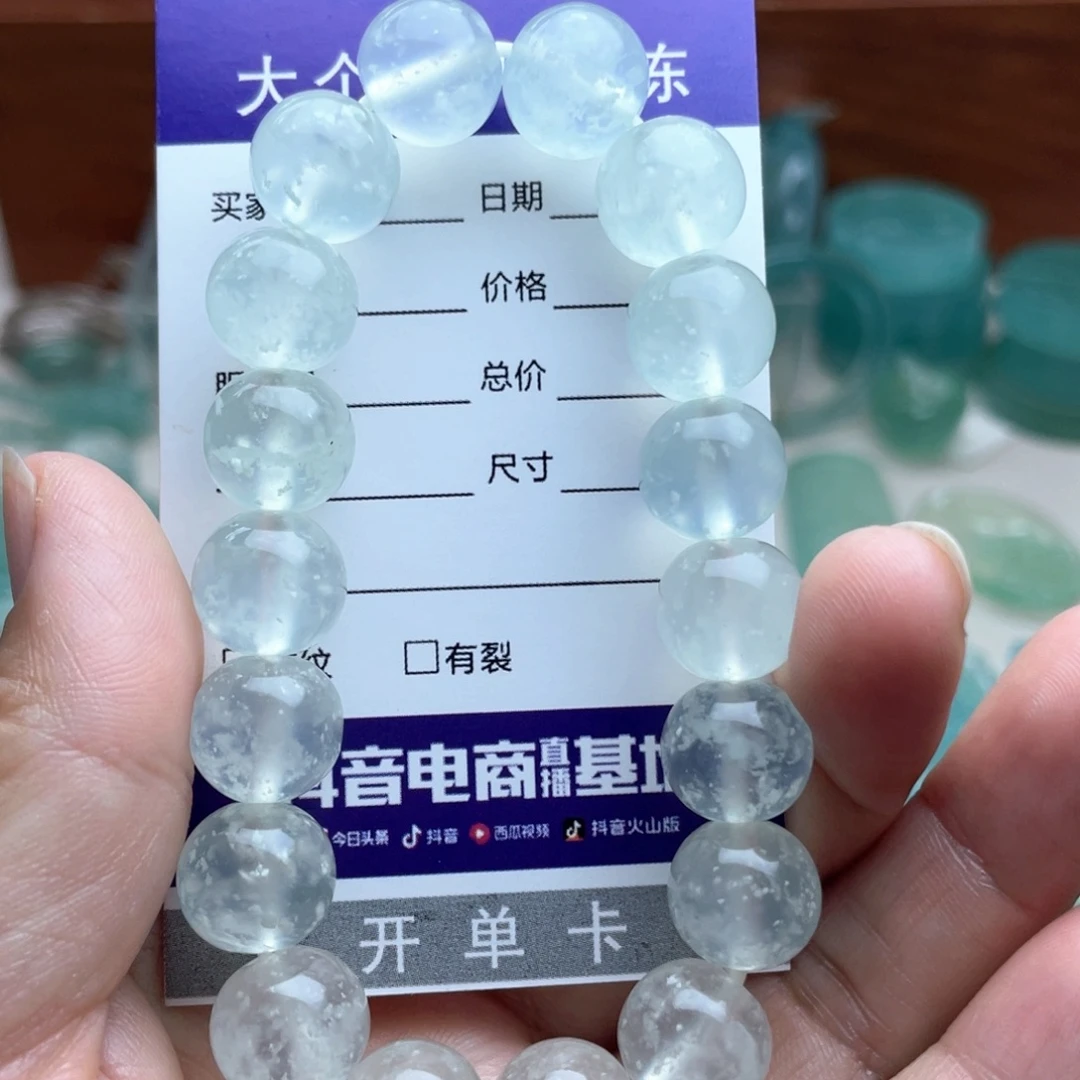 大个 东
买家 日期
价格
总价
尺寸
纹 □有裂
抖音电商直播基地
今日头条 抖音 西瓜视频 抖音火山版
开单卡